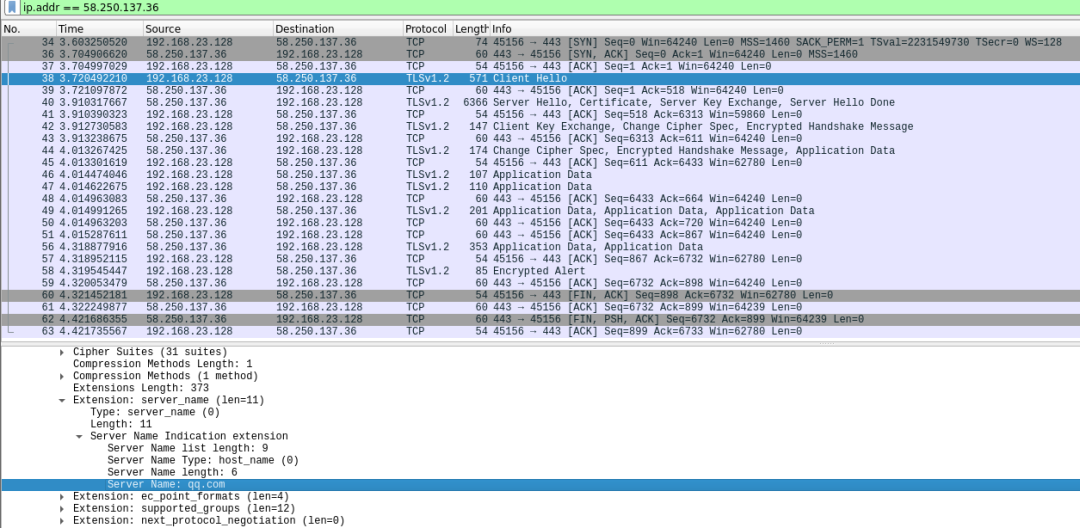 ip.addr == 58.250.137.36
No. Time Source Destination Protocol Length Info
34 3.603250520 192.168.23.128 58.250.137.36 TCP 74 45156 → 443 [SYN] Seq=0 Win=64240 Len=0 MSS=1460 SACK_PERM=1 TSval=2231549730 TSecr=0 WS=128
36 3.704906620 58.250.137.36 192.168.23.128 TCP 60 443 → 45156 [SYN, ACK] Seq=0 Ack=1 Win=64240 Len=0 MSS=1460
37 3.704997029 192.168.23.128 58.250.137.36 TCP 54 45156 → 443 [ACK] Seq=1 Ack=1 Win=64240 Len=0
38 3.720492210 192.168.23.128 58.250.137.36 TLSv1.2 571 Client Hello
39 3.721097872 58.250.137.36 192.168.23.128 TCP 60 443 → 45156 [ACK] Seq=1 Ack=518 Win=64240 Len=0
40 3.910317667 58.250.137.36 192.168.23.128 TLSv1.2 6366 Server Hello, Certificate, Server Key Exchange, Server Hello Done
41 3.910390323 192.168.23.128 58.250.137.36 TCP 54 45156 → 443 [ACK] Seq=518 Ack=6313 Win=59860 Len=0
42 3.912730583 192.168.23.128 58.250.137.36 TLSv1.2 147 Client Key Exchange, Change Cipher Spec, Encrypted Handshake Message
43 3.913238675 58.250.137.36 192.168.23.128 TCP 60 443 → 45156 [ACK] Seq=6313 Ack=611 Win=64240 Len=0
44 4.013267425 58.250.137.36 192.168.23.128 TLSv1.2 174 Change Cipher Spec, Encrypted Handshake Message, Application Data
45 4.013301619 192.168.23.128 58.250.137.36 TCP 54 45156 → 443 [ACK] Seq=611 Ack=6433 Win=62780 Len=0
46 4.014474046 192.168.23.128 58.250.137.36 TLSv1.2 107 Application Data
47 4.014622675 192.168.23.128 58.250.137.36 TLSv1.2 110 Application Data
48 4.014963083 58.250.137.36 192.168.23.128 TCP 60 443 → 45156 [ACK] Seq=6433 Ack=664 Win=64240 Len=0
49 4.014991265 192.168.23.128 58.250.137.36 TLSv1.2 201 Application Data, Application Data, Application Data
50 4.014963203 58.250.137.36 192.168.23.128 TCP 60 443 → 45156 [ACK] Seq=6433 Ack=720 Win=64240 Len=0
51 4.015287611 58.250.137.36 192.168.23.128 TCP 60 443 → 45156 [ACK] Seq=6433 Ack=867 Win=64240 Len=0
56 4.318877916 58.250.137.36 192.168.23.128 TLSv1.2 353 Application Data, Application Data
57 4.318952115 192.168.23.128 58.250.137.36 TCP 54 45156 → 443 [ACK] Seq=867 Ack=6732 Win=62780 Len=0
58 4.319545447 192.168.23.128 58.250.137.36 TLSv1.2 85 Encrypted Alert
59 4.320053479 58.250.137.36 192.168.23.128 TCP 60 443 → 45156 [ACK] Seq=6732 Ack=898 Win=64240 Len=0
60 4.321452181 192.168.23.128 58.250.137.36 TCP 54 45156 → 443 [FIN, ACK] Seq=898 Ack=6732 Win=62780 Len=0
61 4.322249877 58.250.137.36 192.168.23.128 TCP 60 443 → 45156 [ACK] Seq=6732 Ack=899 Win=64239 Len=0
62 4.421686355 58.250.137.36 192.168.23.128 TCP 60 443 → 45156 [FIN, PSH, ACK] Seq=6732 Ack=899 Win=64239 Len=0
63 4.421735567 192.168.23.128 58.250.137.36 TCP 54 45156 → 443 [ACK] Seq=899 Ack=6733 Win=62780 Len=0
Cipher Suites (31 suites)
Compression Methods Length: 1
Compression Methods (1 method)
Extensions Length: 373
Extension: server_name (len=11)
Type: server_name (0)
Length: 11
Server Name Indication extension
Server Name list length: 9
Server Name Type: host_name (0)
Server Name length: 6
Server Name: qq.com
Extension: ec_point_formats (len=4)
Extension: supported_groups (len=12)
Extension: next_protocol_negotiation (len=0)